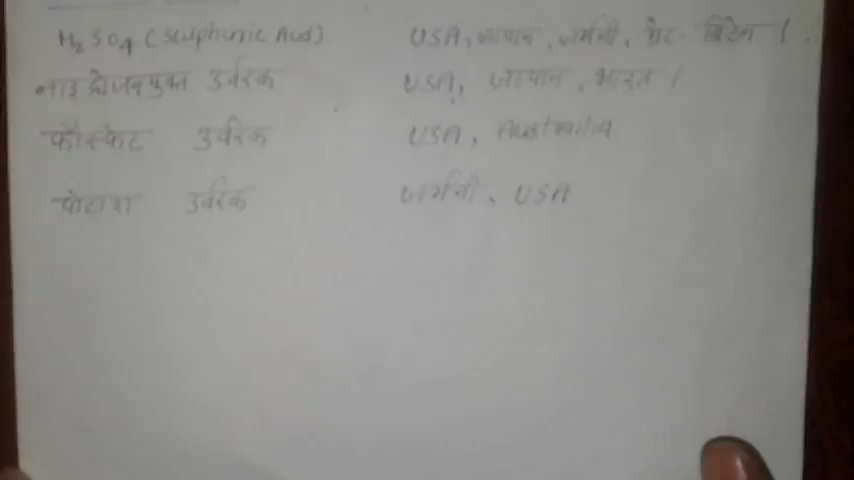 H₂SO₄ (Sulphuric Acid) USA, जापान, जर्मनी, ग्रेट ब्रिटेन ।
नाइट्रोजनयुक्त उर्वरक USA, जापान, भारत ।
फॉस्फेट उर्वरक USA, Australia
पोटाश उर्वरक जर्मनी, USA